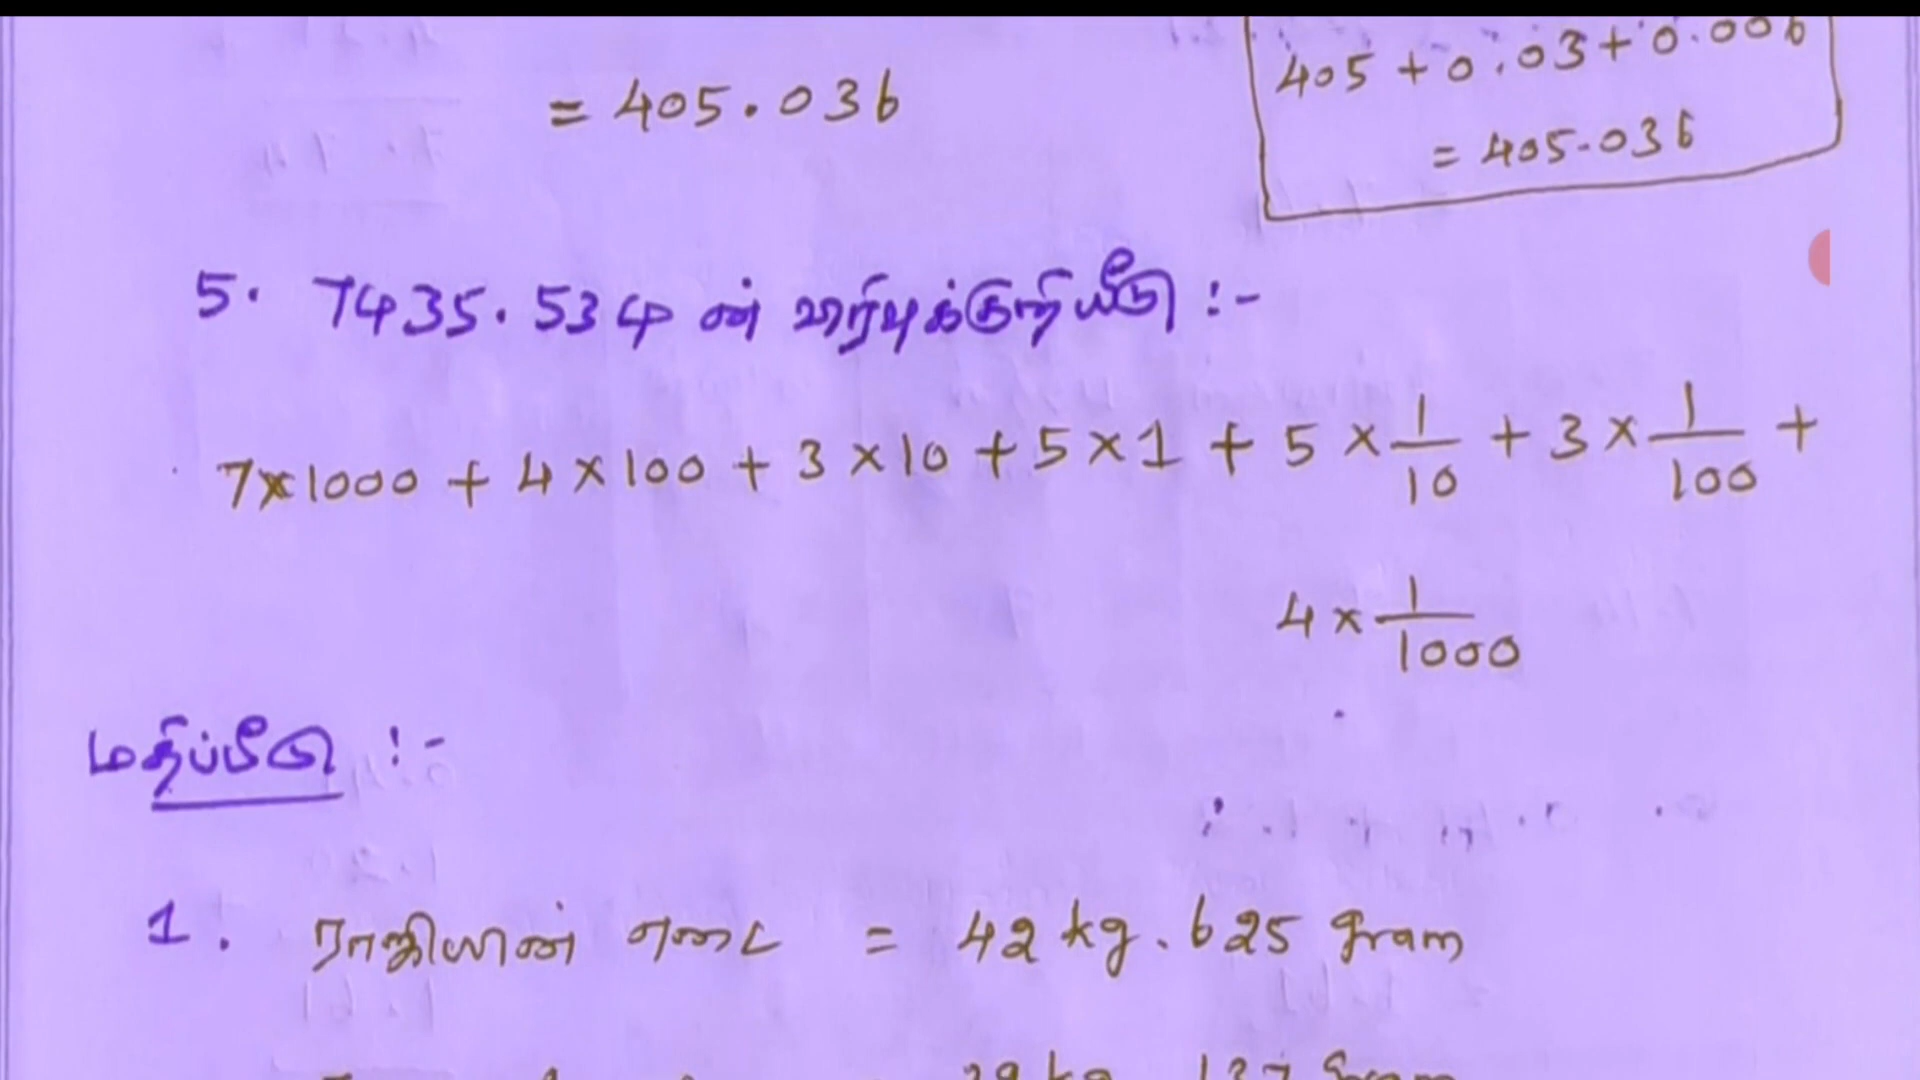 = 405.036
405 + 0.03 + 0.006
= 405.036
5. 7435.534 ன் விரிவுக்குறியீடு :-
7×1000 + 4×100 + 3×10 + 5×1 + 5×1/10 + 3×1/100 +
4×1/1000
மதிப்பீடு :-
1. ராஜியின் எடை = 42 kg. 625 gram